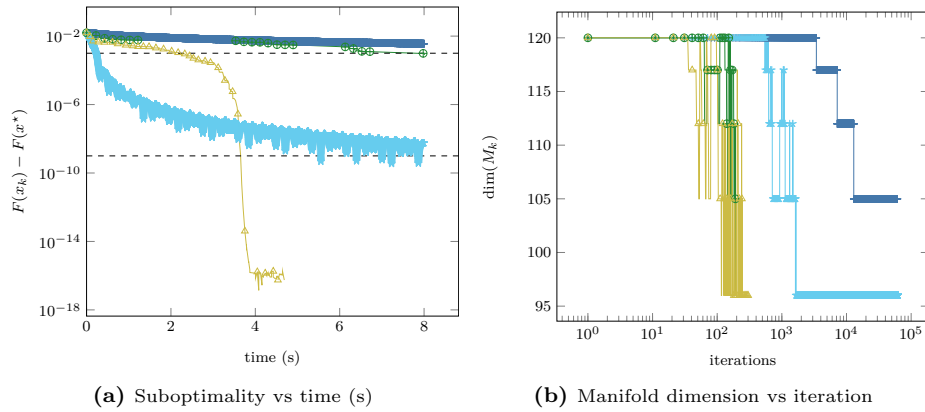 10^{-2}
10^{-6}
10^{-10}
10^{-14}
10^{-18}
F(x_k) − F(x*)
0 2 4 6 8
time (s)
(a) Suboptimality vs time (s)
120
115
110
105
100
95
dim(M_k)
10^0 10^1 10^2 10^3 10^4 10^5
iterations
(b) Manifold dimension vs iteration